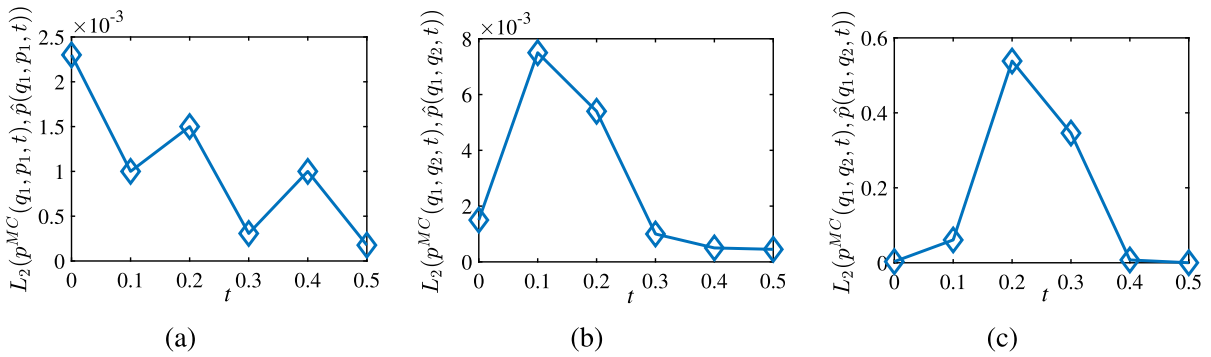 ×10⁻³
L₂(p^{MC}(q₁, p₁, t), p̂(q₁, p₁, t))
2.5
2
1.5
1
0.5
0
0 0.1 0.2 0.3 0.4 0.5
t
(a)
×10⁻³
L₂(p^{MC}(q₁, q₂, t), p̂(q₁, q₂, t))
8
6
4
2
0
0 0.1 0.2 0.3 0.4 0.5
t
(b)
L₂(p^{MC}(q₁, q₂, t), p̂(q₁, q₂, t))
0.6
0.4
0.2
0
0 0.1 0.2 0.3 0.4 0.5
t
(c)